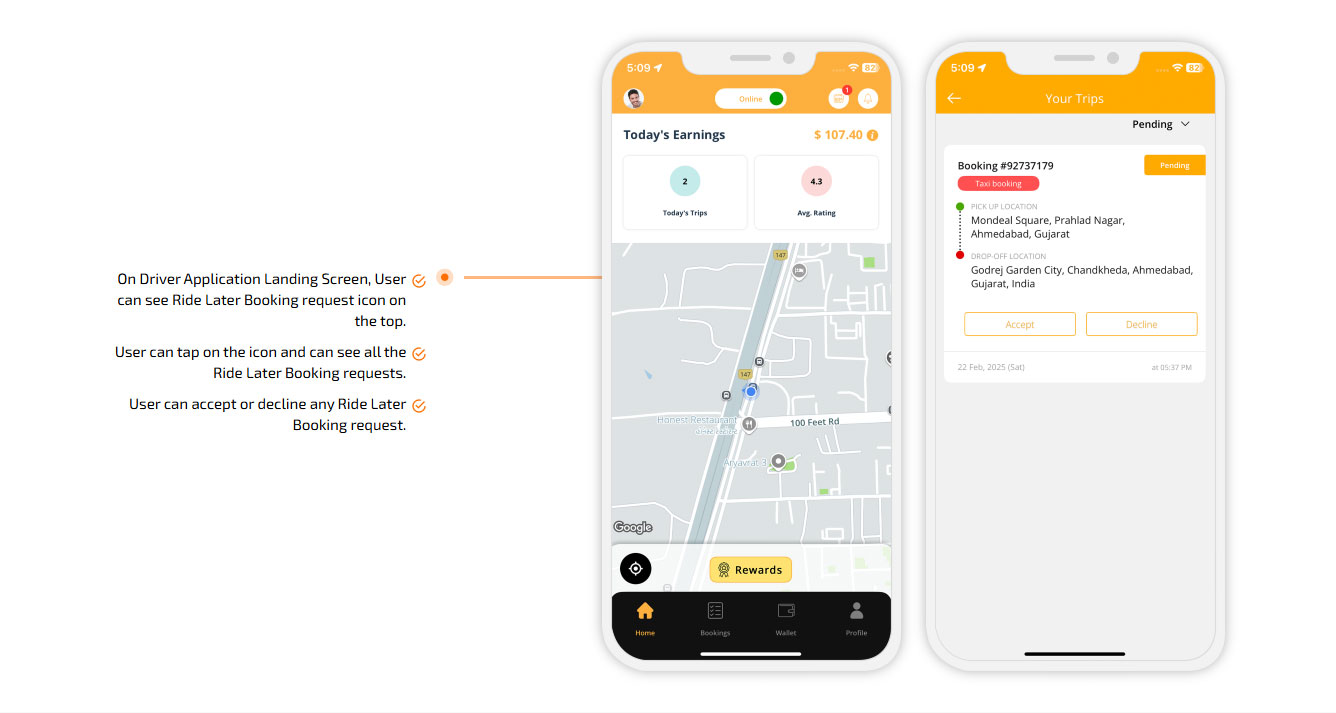 On Driver Application Landing Screen, User
can see Ride Later Booking request icon on
the top.
User can tap on the icon and can see all the
Ride Later Booking requests.
User can accept or decline any Ride Later
Booking request.
5:09
82
Online
1
Today's Earnings
$ 107.40
2
Today's Trips
4.3
Avg. Rating
147
147
Honest Restaurant
100 Feet Rd
Aryavrat 3
Google
Rewards
Home
Bookings
Wallet
Profile
5:09
82
Your Trips
Pending
Booking #92737179
Pending
Taxi booking
PICK UP LOCATION
Mondeal Square, Prahlad Nagar,
Ahmedabad, Gujarat
DROP-OFF LOCATION
Godrej Garden City, Chandkheda, Ahmedabad,
Gujarat, India
Accept
Decline
22 Feb, 2025 (Sat)
at 05:37 PM